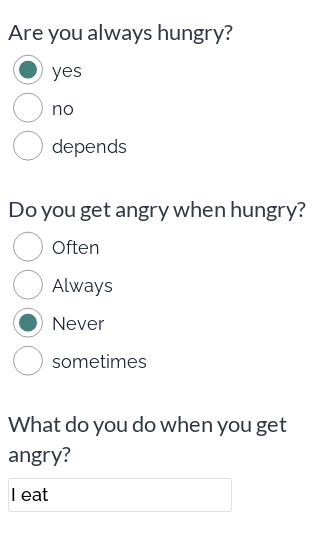 Are you always hungry?
yes
no
depends
Do you get angry when hungry?
Often
Always
Never
sometimes
What do you do when you get
angry?
I eat